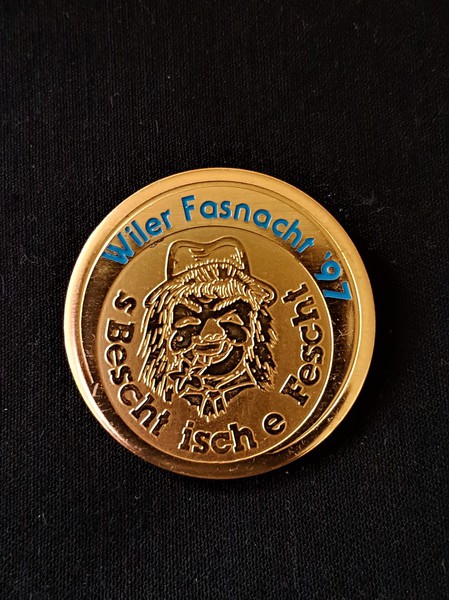 Wiler Fasnacht '97
s Bescht isch e Fescht